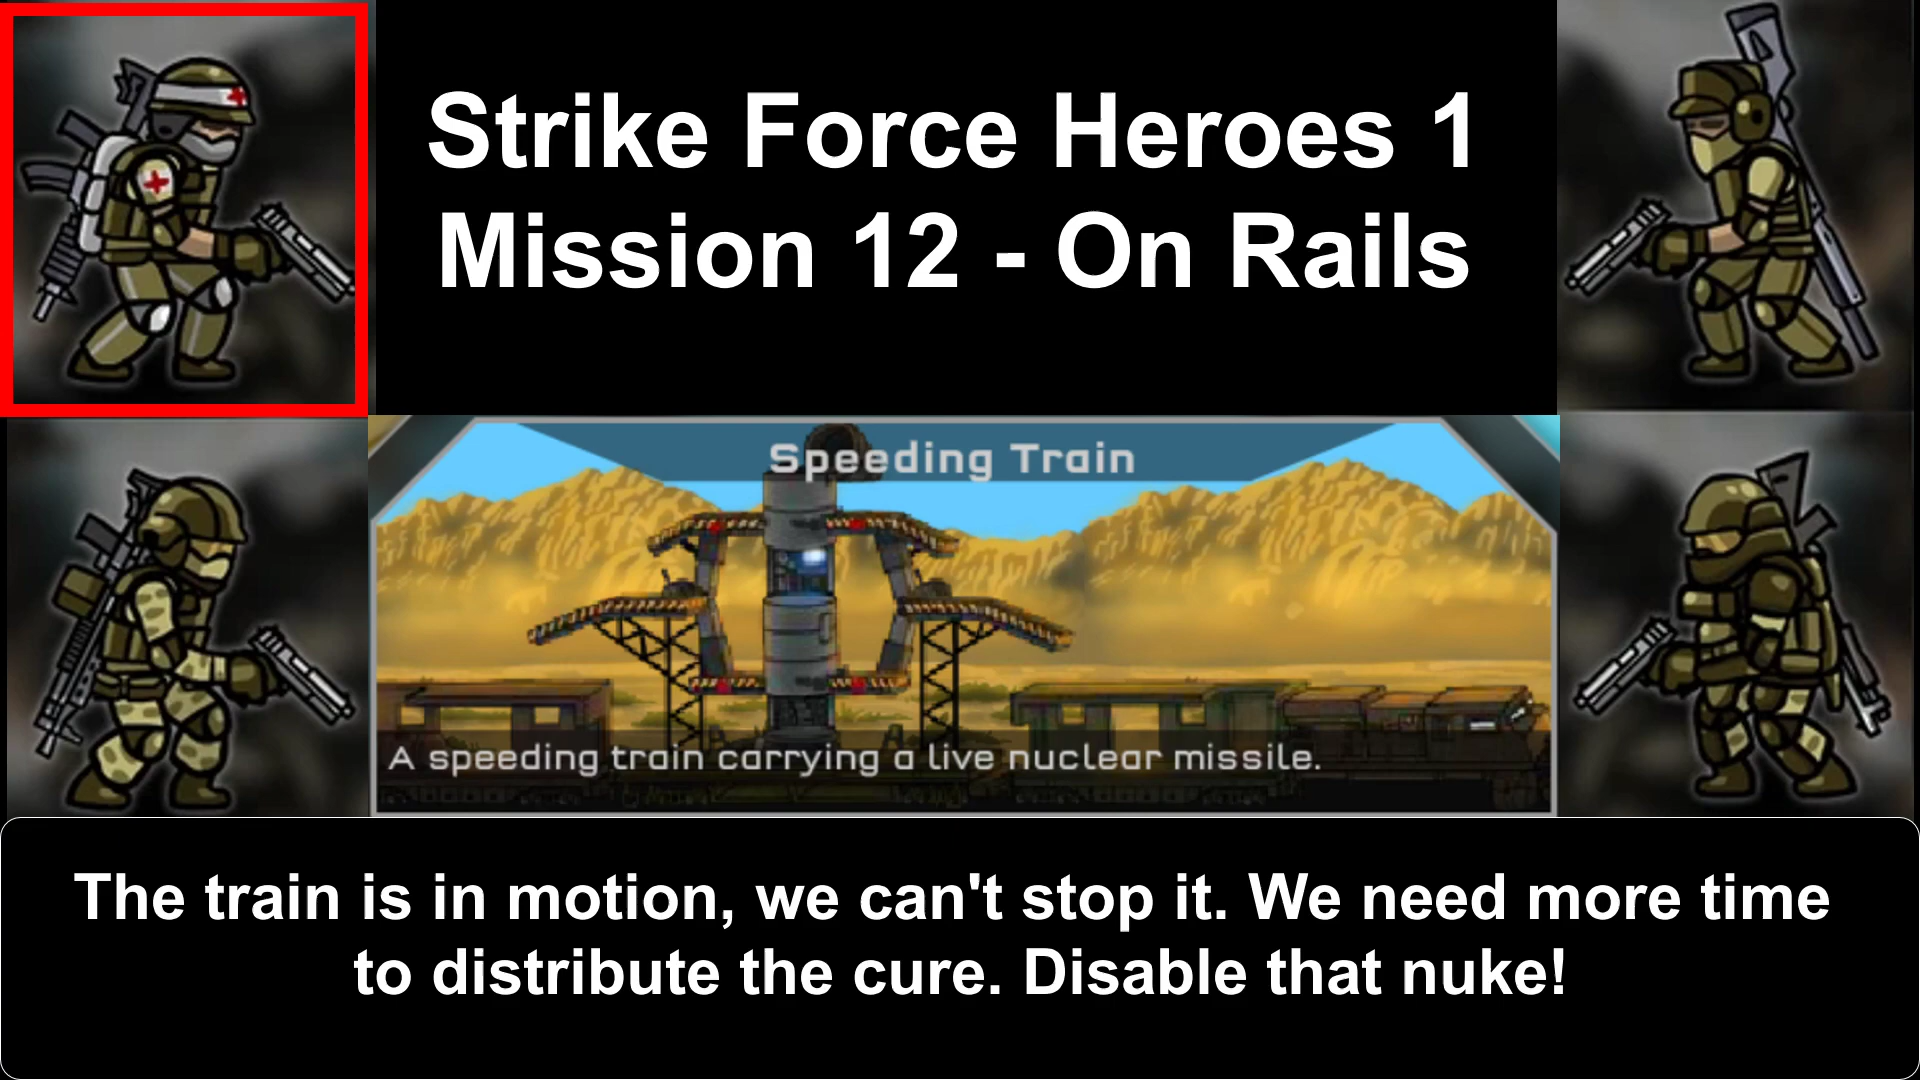 Strike Force Heroes 1
Mission 12 - On Rails
Speeding Train
A speeding train carrying a live nuclear missile.
The train is in motion, we can't stop it. We need more time
to distribute the cure. Disable that nuke!